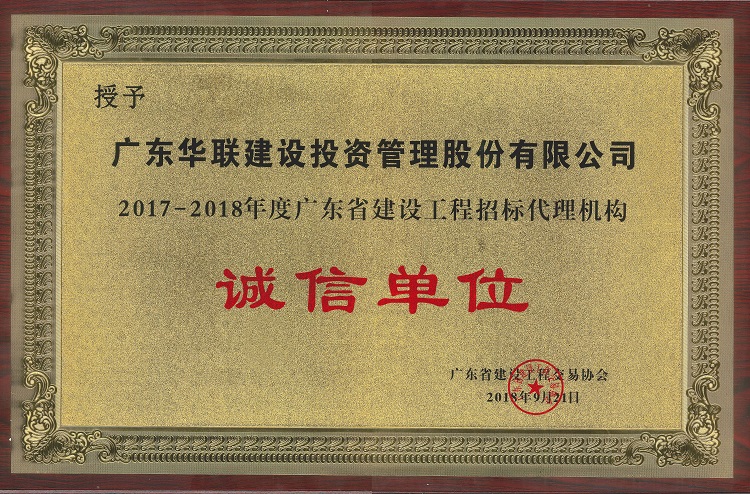 授予
广东华联建设投资管理股份有限公司
2017-2018年度广东省建设工程招标代理机构
诚信单位
广东省建设工程交易协会
2018年9月21日